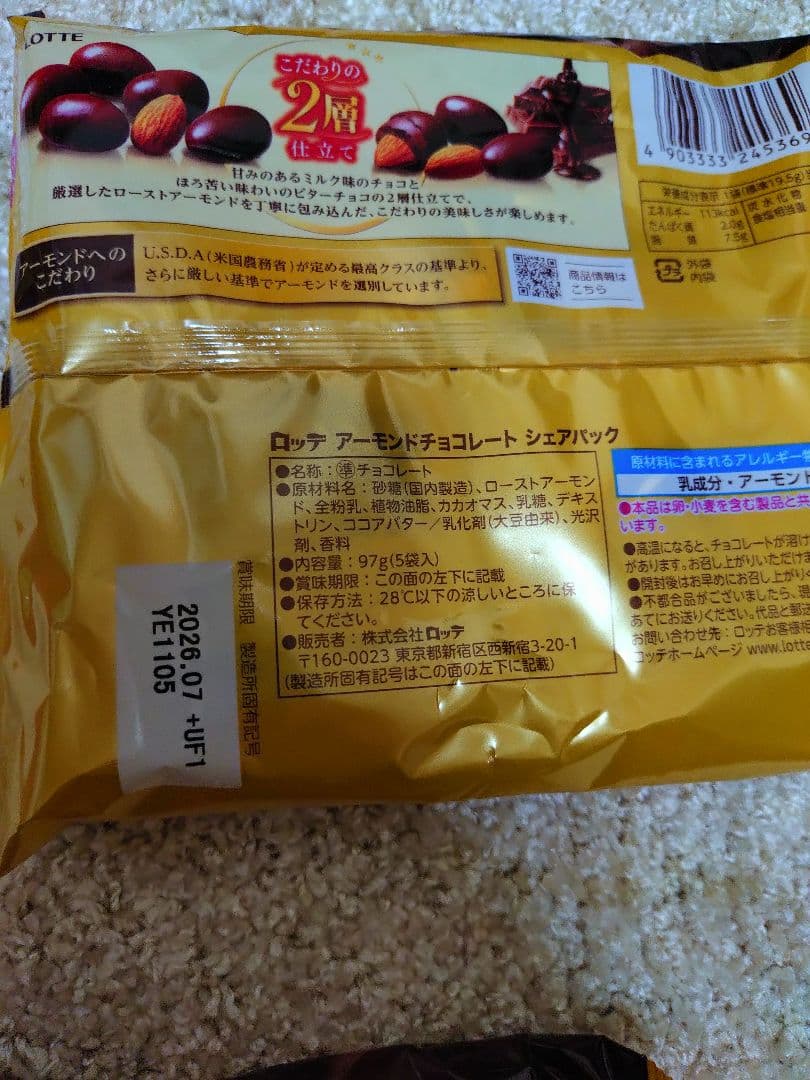 LOTTE
こだわりの
2層
仕立て
甘みのあるミルク味のチョコと
ほろ苦い味わいのビターチョコの2層仕立てで、
厳選したローストアーモンドを丁寧に包み込んだ、こだわりの美味しさが楽しめます。
アーモンドへの
こだわり
U.S.D.A(米国農務省)が定める最高クラスの基準より、
さらに厳しい基準でアーモンドを選別しています。
商品情報は
こちら
4 903333 245369
栄養成分表示 1袋(標準19.5g)
エネルギー 113kcal
たんぱく質 2.0g
脂質 7.5g
炭水化物
食塩相当量
プラ
外袋
内袋
ロッテ アーモンドチョコレート シェアパック
●名称:準チョコレート
●原材料名:砂糖(国内製造)、ローストアーモン
ド、全粉乳、植物油脂、カカオマス、乳糖、デキス
トリン、ココアバター/乳化剤(大豆由来)、光沢
剤、香料
●内容量:97g(5袋入)
●賞味期限:この面の左下に記載
●保存方法:28℃以下の涼しいところに保
てください。
●販売者:株式会社ロッテ
〒160-0023 東京都新宿区西新宿3-20-1
(製造所固有記号はこの面の左下に記載)
賞味期限 製造所固有記号
2026.07 +UF1
YE1105
原材料に含まれるアレルギー
乳成分・アーモント
●本品は卵・小麦を含む製品と共
います。
●高温になると、チョコレートが溶け
があります。お召し上がりいただけま
●開封後はお早めにお召し上がりく
●不都合品がございましたら、現
あてにお送りください。代品と郵送
お問い合わせ先:ロッテお客様相
ロッテホームページ www.lotte